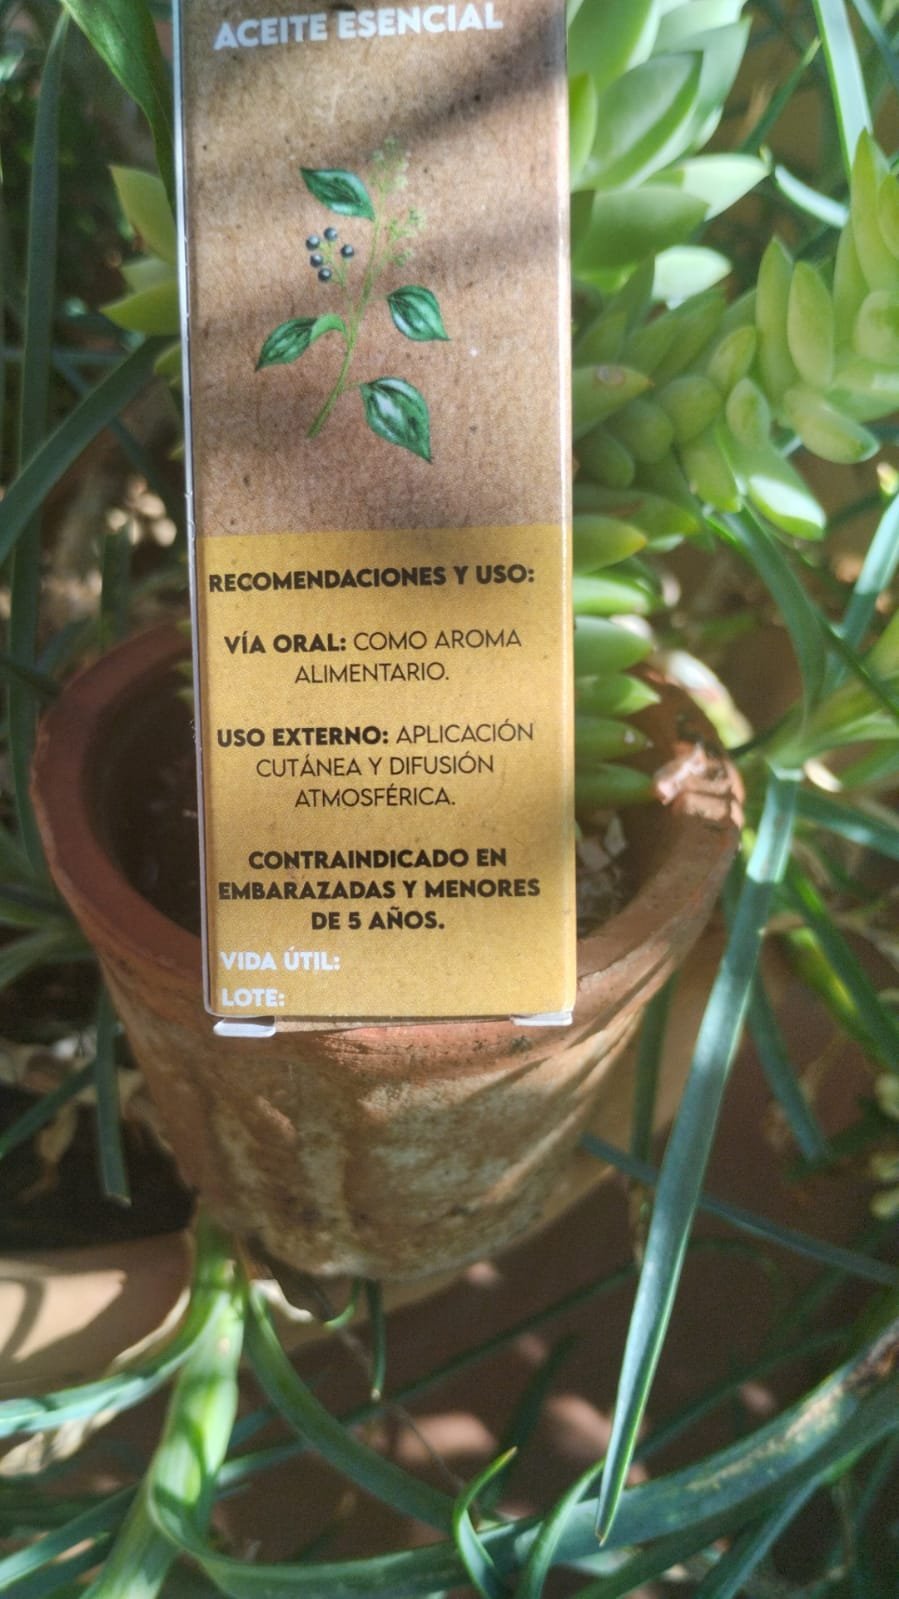 ACEITE ESENCIAL
RECOMENDACIONES Y USO:
VÍA ORAL: COMO AROMA
ALIMENTARIO.
USO EXTERNO: APLICACIÓN
CUTÁNEA Y DIFUSIÓN
ATMOSFÉRICA.
CONTRAINDICADO EN
EMBARAZADAS Y MENORES
DE 5 AÑOS.
VIDA ÚTIL:
LOTE: